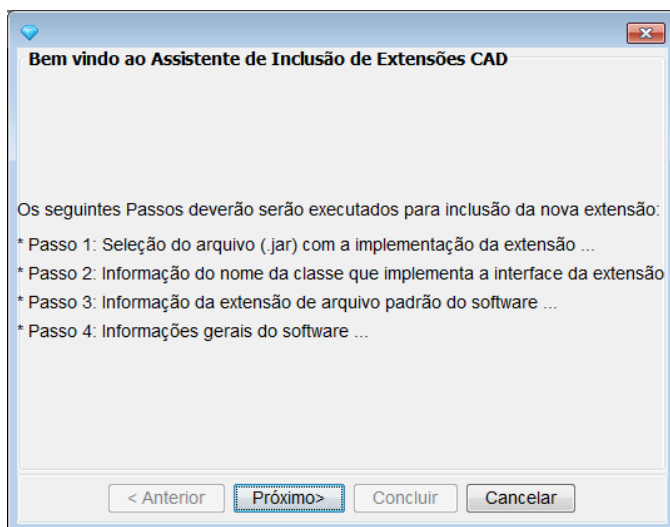 Bem vindo ao Assistente de Inclusão de Extensões CAD
Os seguintes Passos deverão serão executados para inclusão da nova extensão:
* Passo 1: Seleção do arquivo (.jar) com a implementação da extensão ...
* Passo 2: Informação do nome da classe que implementa a interface da extensão
* Passo 3: Informação da extensão de arquivo padrão do software ...
* Passo 4: Informações gerais do software ...
< Anterior Próximo> Concluir Cancelar